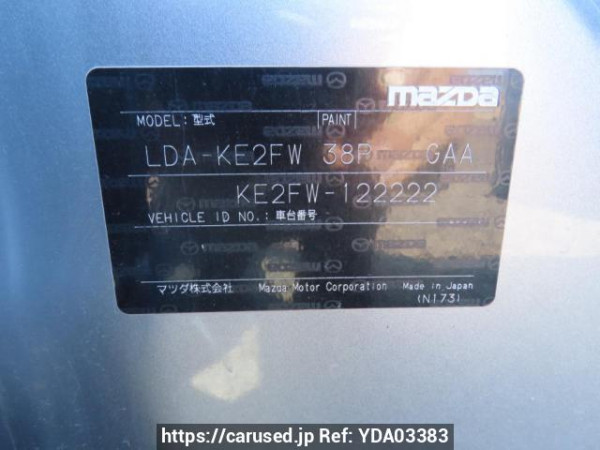 mazda
MODEL: 型式 PAINT
LDA-KE2FW 38P GAA
KE2FW-122222
VEHICLE ID NO.: 車台番号
マツダ株式会社 Mazda Motor Corporation Made in Japan
(N173)
https://carused.jp Ref: YDA03383